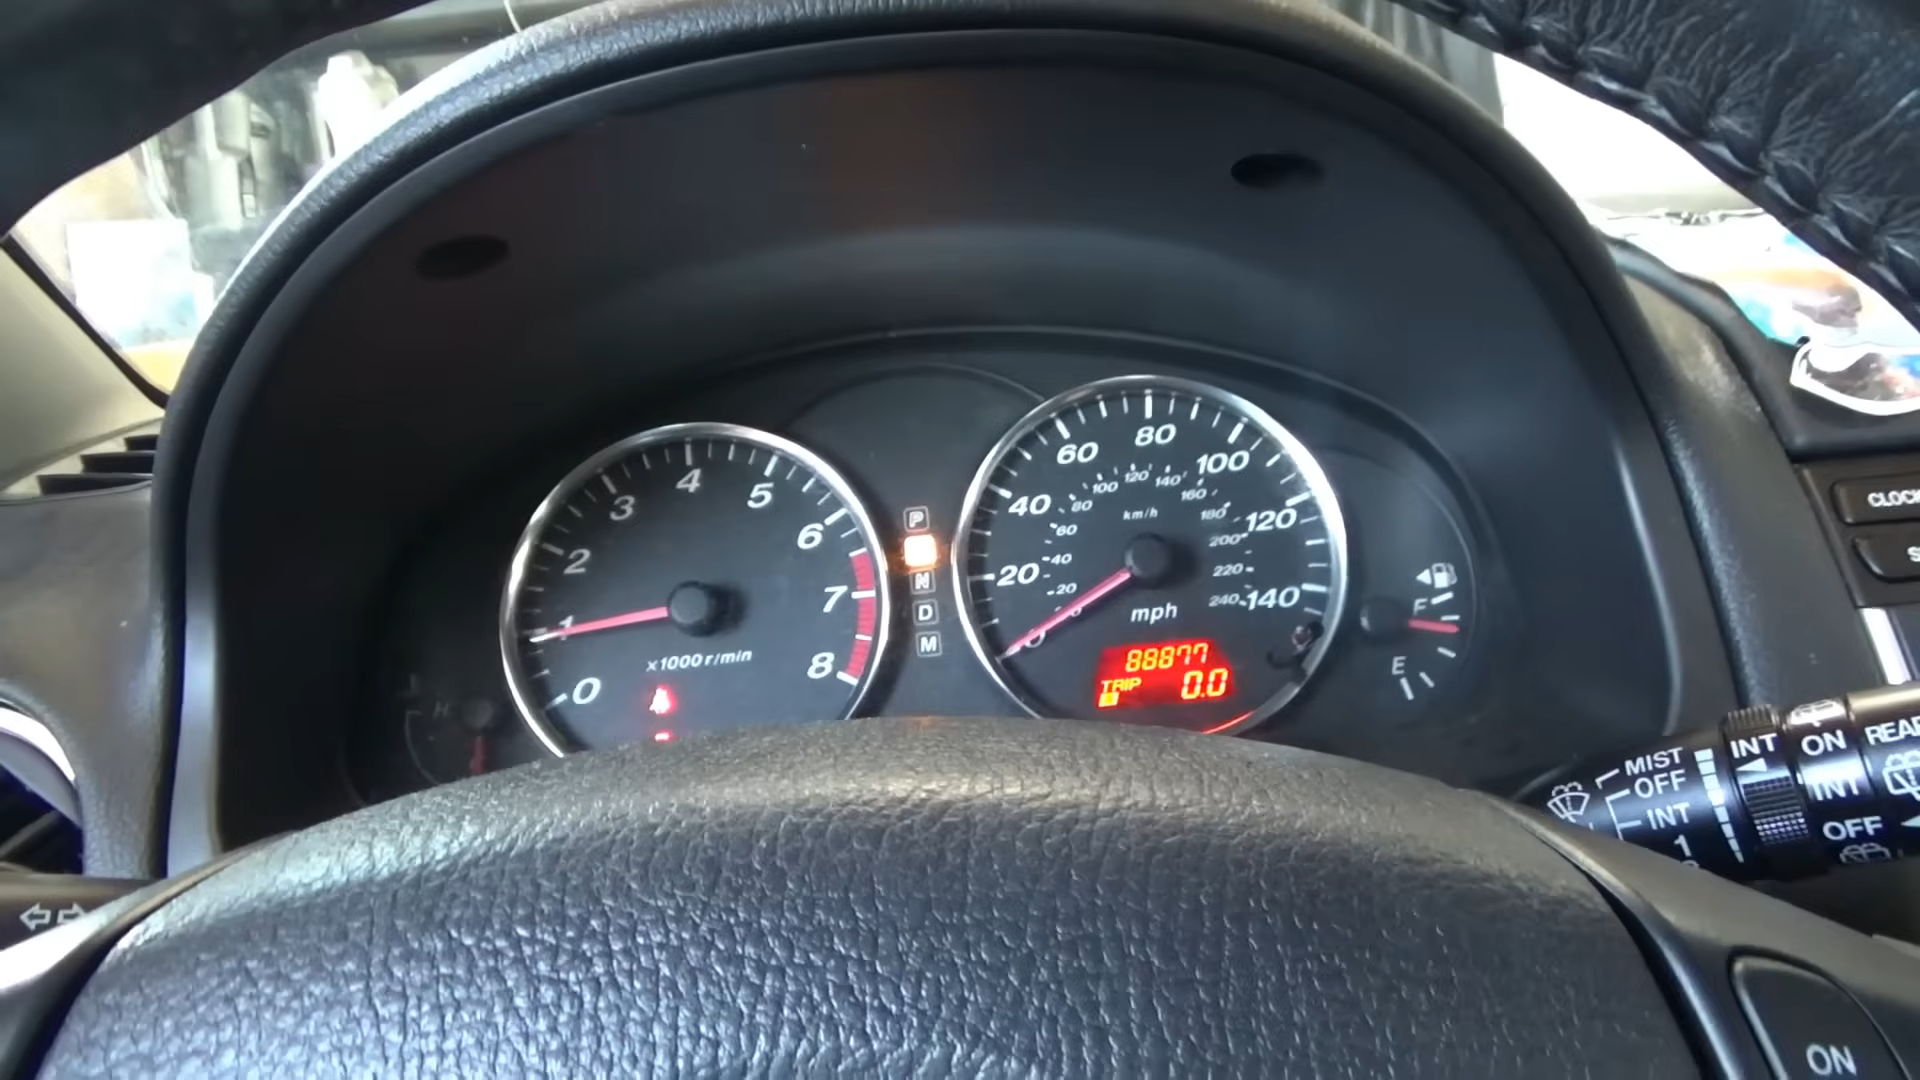 0 1 2 3 4 5 6 7 8
x1000 r/min
H
P
N
D
M
0 20 40 60 80 100 120 140
20 40 60 80 100 120 140 160 180 200 220 240
km/h
mph
88877
TRIP 0.0
F
E
CLOCK
MIST
OFF
INT
1
INT
ON
REAR
INT
OFF
ON